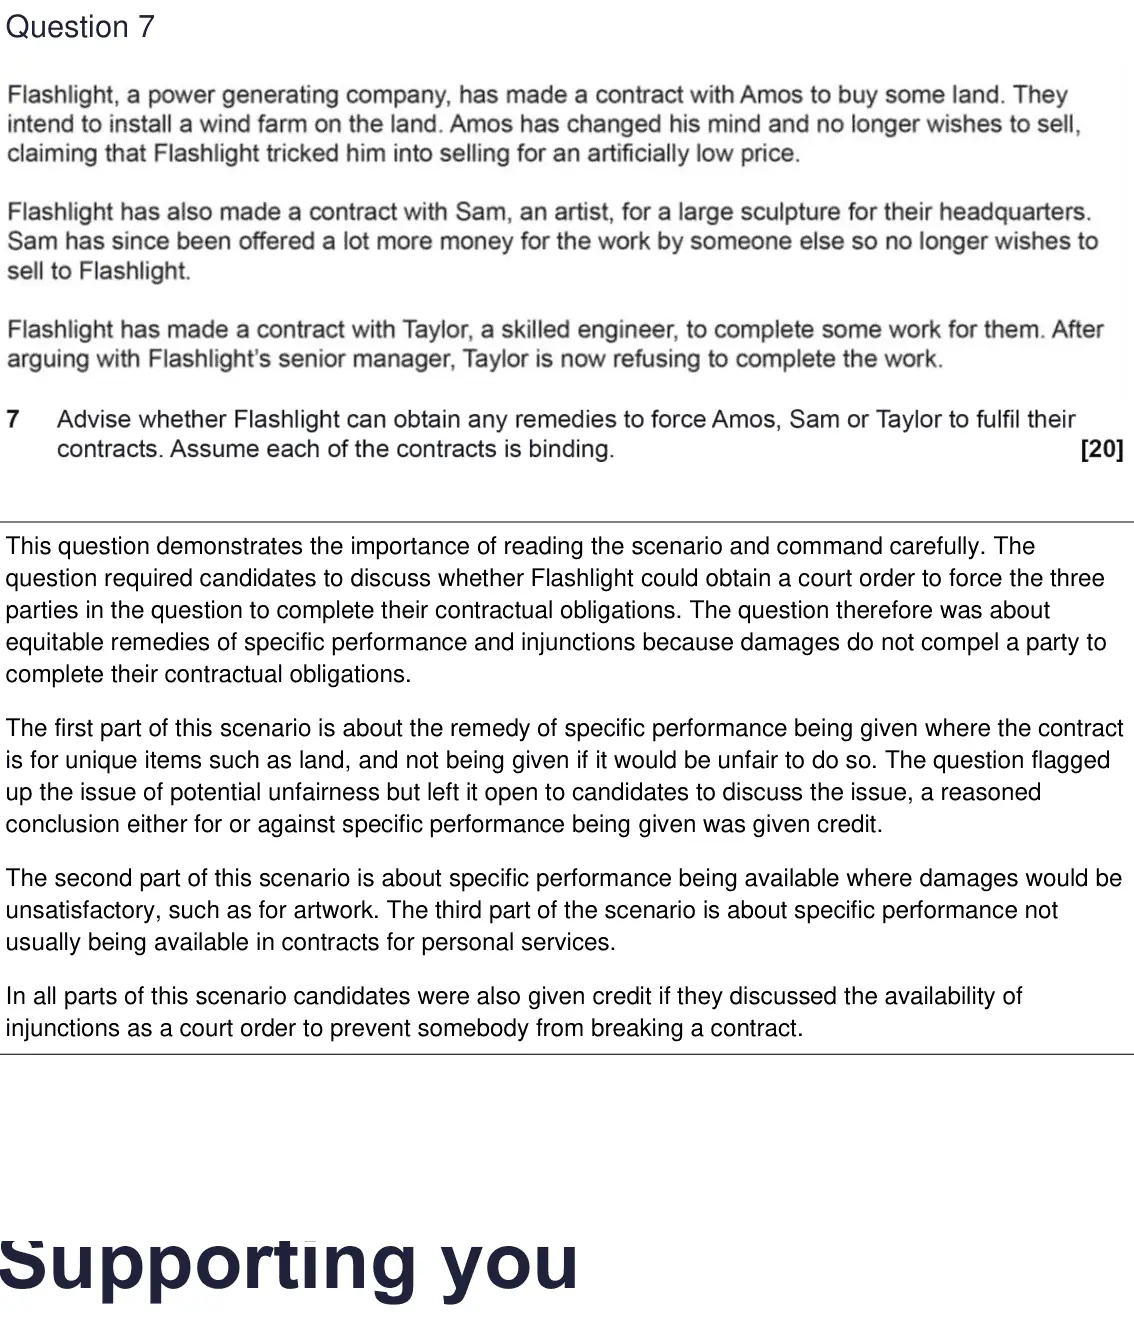 Question 7
Flashlight, a power generating company, has made a contract with Amos to buy some land. They
intend to install a wind farm on the land. Amos has changed his mind and no longer wishes to sell,
claiming that Flashlight tricked him into selling for an artificially low price.
Flashlight has also made a contract with Sam, an artist, for a large sculpture for their headquarters.
Sam has since been offered a lot more money for the work by someone else so no longer wishes to
sell to Flashlight.
Flashlight has made a contract with Taylor, a skilled engineer, to complete some work for them. After
arguing with Flashlight's senior manager, Taylor is now refusing to complete the work.
7 Advise whether Flashlight can obtain any remedies to force Amos, Sam or Taylor to fulfil their
contracts. Assume each of the contracts is binding. [20]
This question demonstrates the importance of reading the scenario and command carefully. The
question required candidates to discuss whether Flashlight could obtain a court order to force the three
parties in the question to complete their contractual obligations. The question therefore was about
equitable remedies of specific performance and injunctions because damages do not compel a party to
complete their contractual obligations.
The first part of this scenario is about the remedy of specific performance being given where the contract
is for unique items such as land, and not being given if it would be unfair to do so. The question flagged
up the issue of potential unfairness but left it open to candidates to discuss the issue, a reasoned
conclusion either for or against specific performance being given was given credit.
The second part of this scenario is about specific performance being available where damages would be
unsatisfactory, such as for artwork. The third part of the scenario is about specific performance not
usually being available in contracts for personal services.
In all parts of this scenario candidates were also given credit if they discussed the availability of
injunctions as a court order to prevent somebody from breaking a contract.
Supporting you